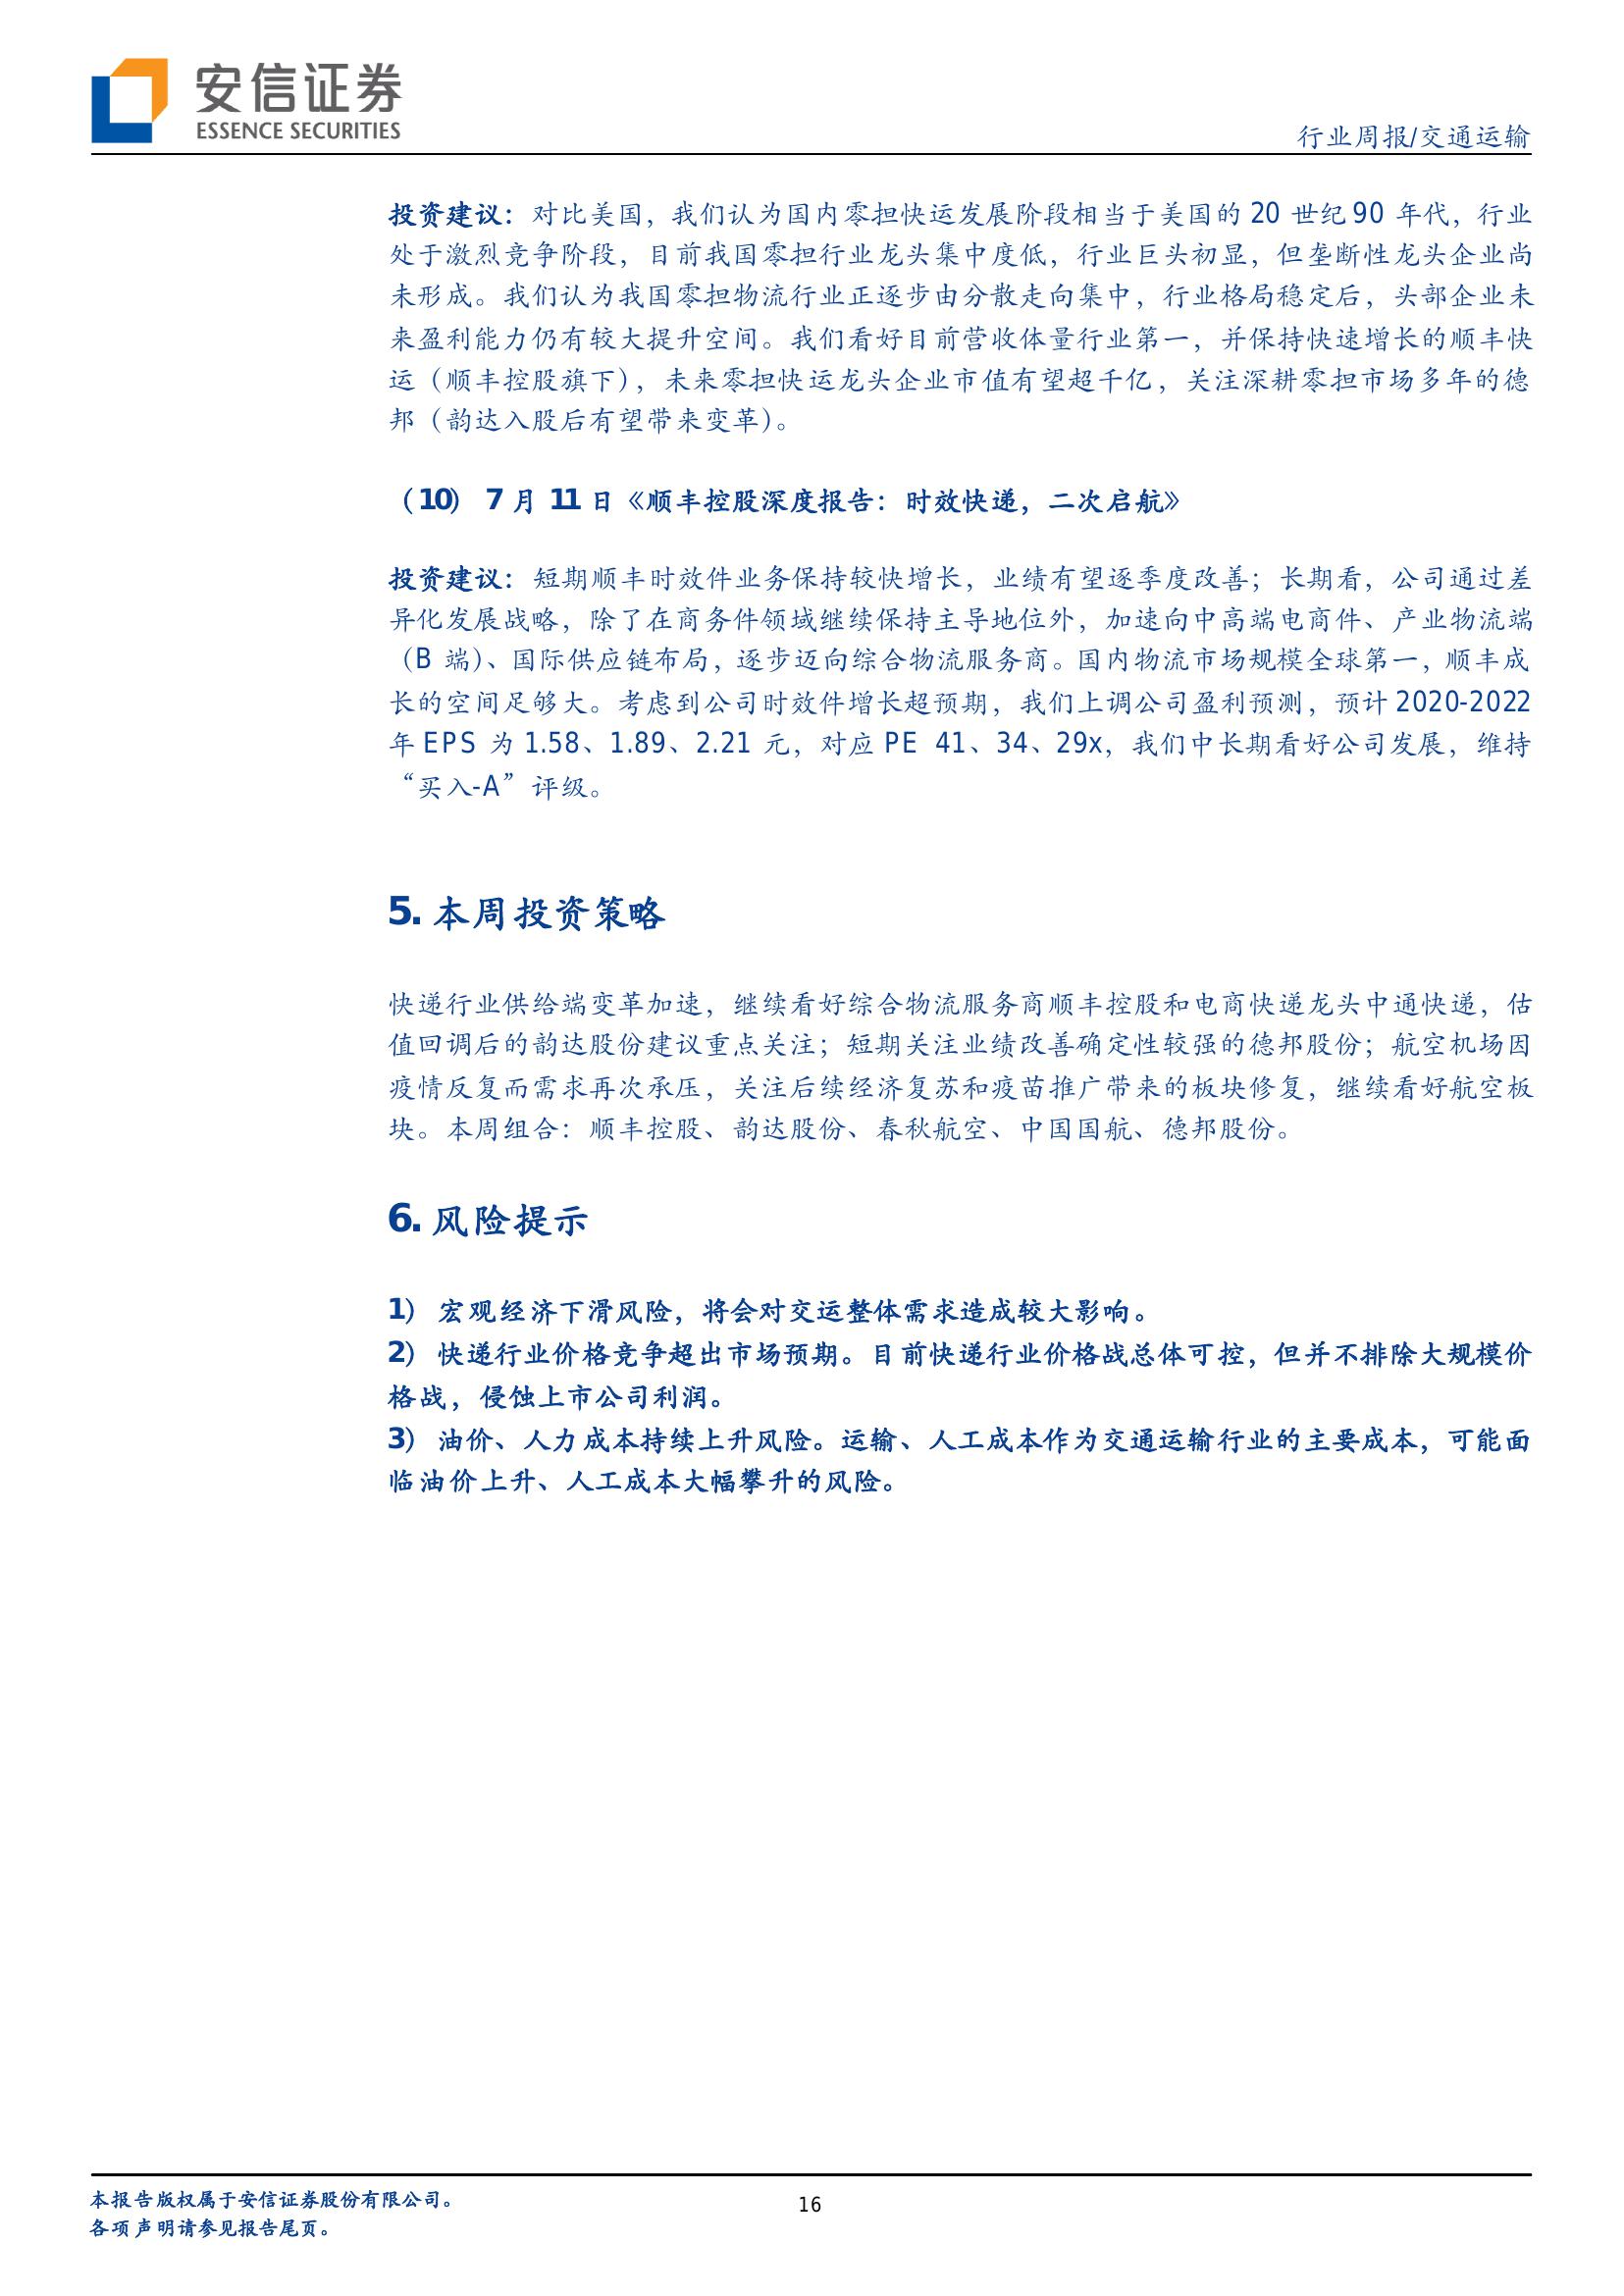 安信证券
ESSENCE SECURITIES
行业周报/交通运输
投资建议：对比美国，我们认为国内零担快运发展阶段相当于美国的 20 世纪 90 年代，行业
处于激烈竞争阶段，目前我国零担行业龙头集中度低，行业巨头初显，但垄断性龙头企业尚
未形成。我们认为我国零担物流行业正逐步由分散走向集中，行业格局稳定后，头部企业未
来盈利能力仍有较大提升空间。我们看好目前营收体量行业第一，并保持快速增长的顺丰快
运（顺丰控股旗下），未来零担快运龙头企业市值有望超千亿，关注深耕零担市场多年的德
邦（韵达入股后有望带来变革）。
（10） 7 月 11 日《顺丰控股深度报告：时效快递，二次启航》
投资建议：短期顺丰时效件业务保持较快增长，业绩有望逐季度改善；长期看，公司通过差
异化发展战略，除了在商务件领域继续保持主导地位外，加速向中高端电商件、产业物流端
（B 端）、国际供应链布局，逐步迈向综合物流服务商。国内物流市场规模全球第一，顺丰成
长的空间足够大。考虑到公司时效件增长超预期，我们上调公司盈利预测，预计 2020-2022
年 EPS 为 1.58、1.89、2.21 元，对应 PE 41、34、29x，我们中长期看好公司发展，维持
“买入-A”评级。
5. 本周投资策略
快递行业供给端变革加速，继续看好综合物流服务商顺丰控股和电商快递龙头中通快递，估
值回调后的韵达股份建议重点关注；短期关注业绩改善确定性较强的德邦股份；航空机场因
疫情反复而需求再次承压，关注后续经济复苏和疫苗推广带来的板块修复，继续看好航空板
块。本周组合：顺丰控股、韵达股份、春秋航空、中国国航、德邦股份。
6. 风险提示
1） 宏观经济下滑风险，将会对交运整体需求造成较大影响。
2） 快递行业价格竞争超出市场预期。目前快递行业价格战总体可控，但并不排除大规模价
格战，侵蚀上市公司利润。
3） 油价、人力成本持续上升风险。运输、人工成本作为交通运输行业的主要成本，可能面
临油价上升、人工成本大幅攀升的风险。
本报告版权属于安信证券股份有限公司。
各项声明请参见报告尾页。
16